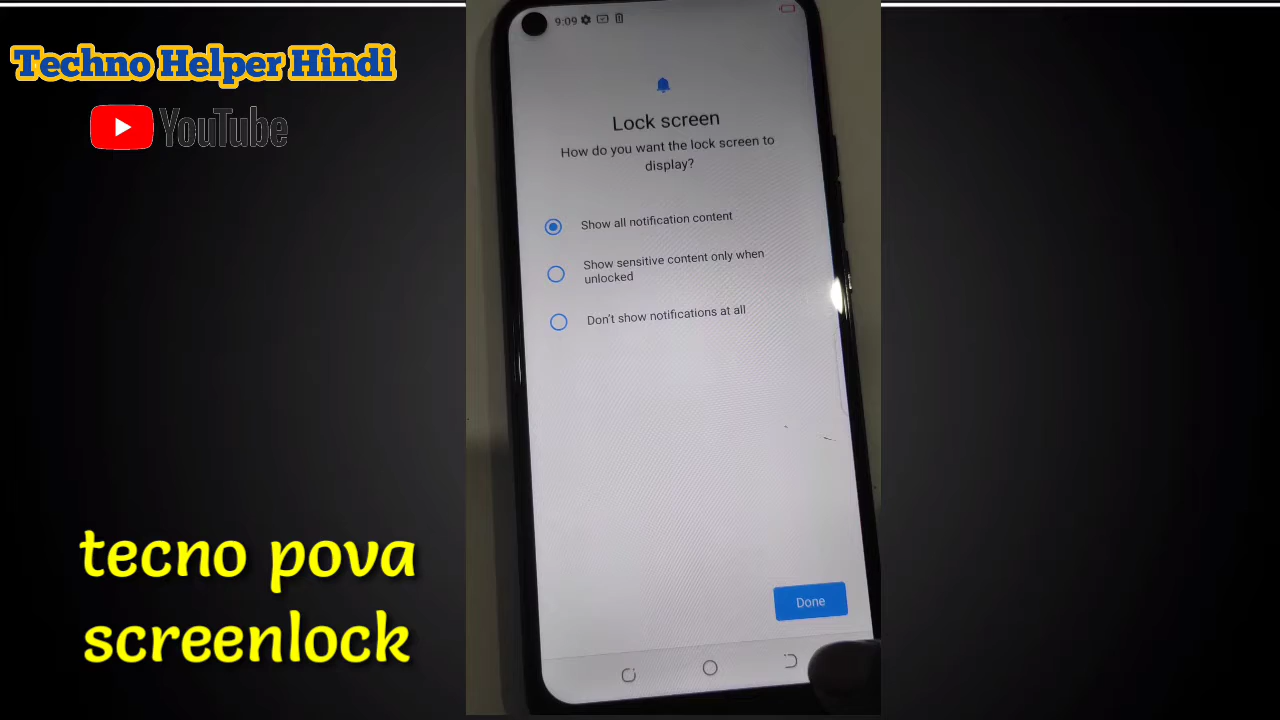 Techno Helper Hindi
YouTube
9:09
Lock screen
How do you want the lock screen to
display?
Show all notification content
Show sensitive content only when
unlocked
Don't show notifications at all
Done
tecno pova
screenlock